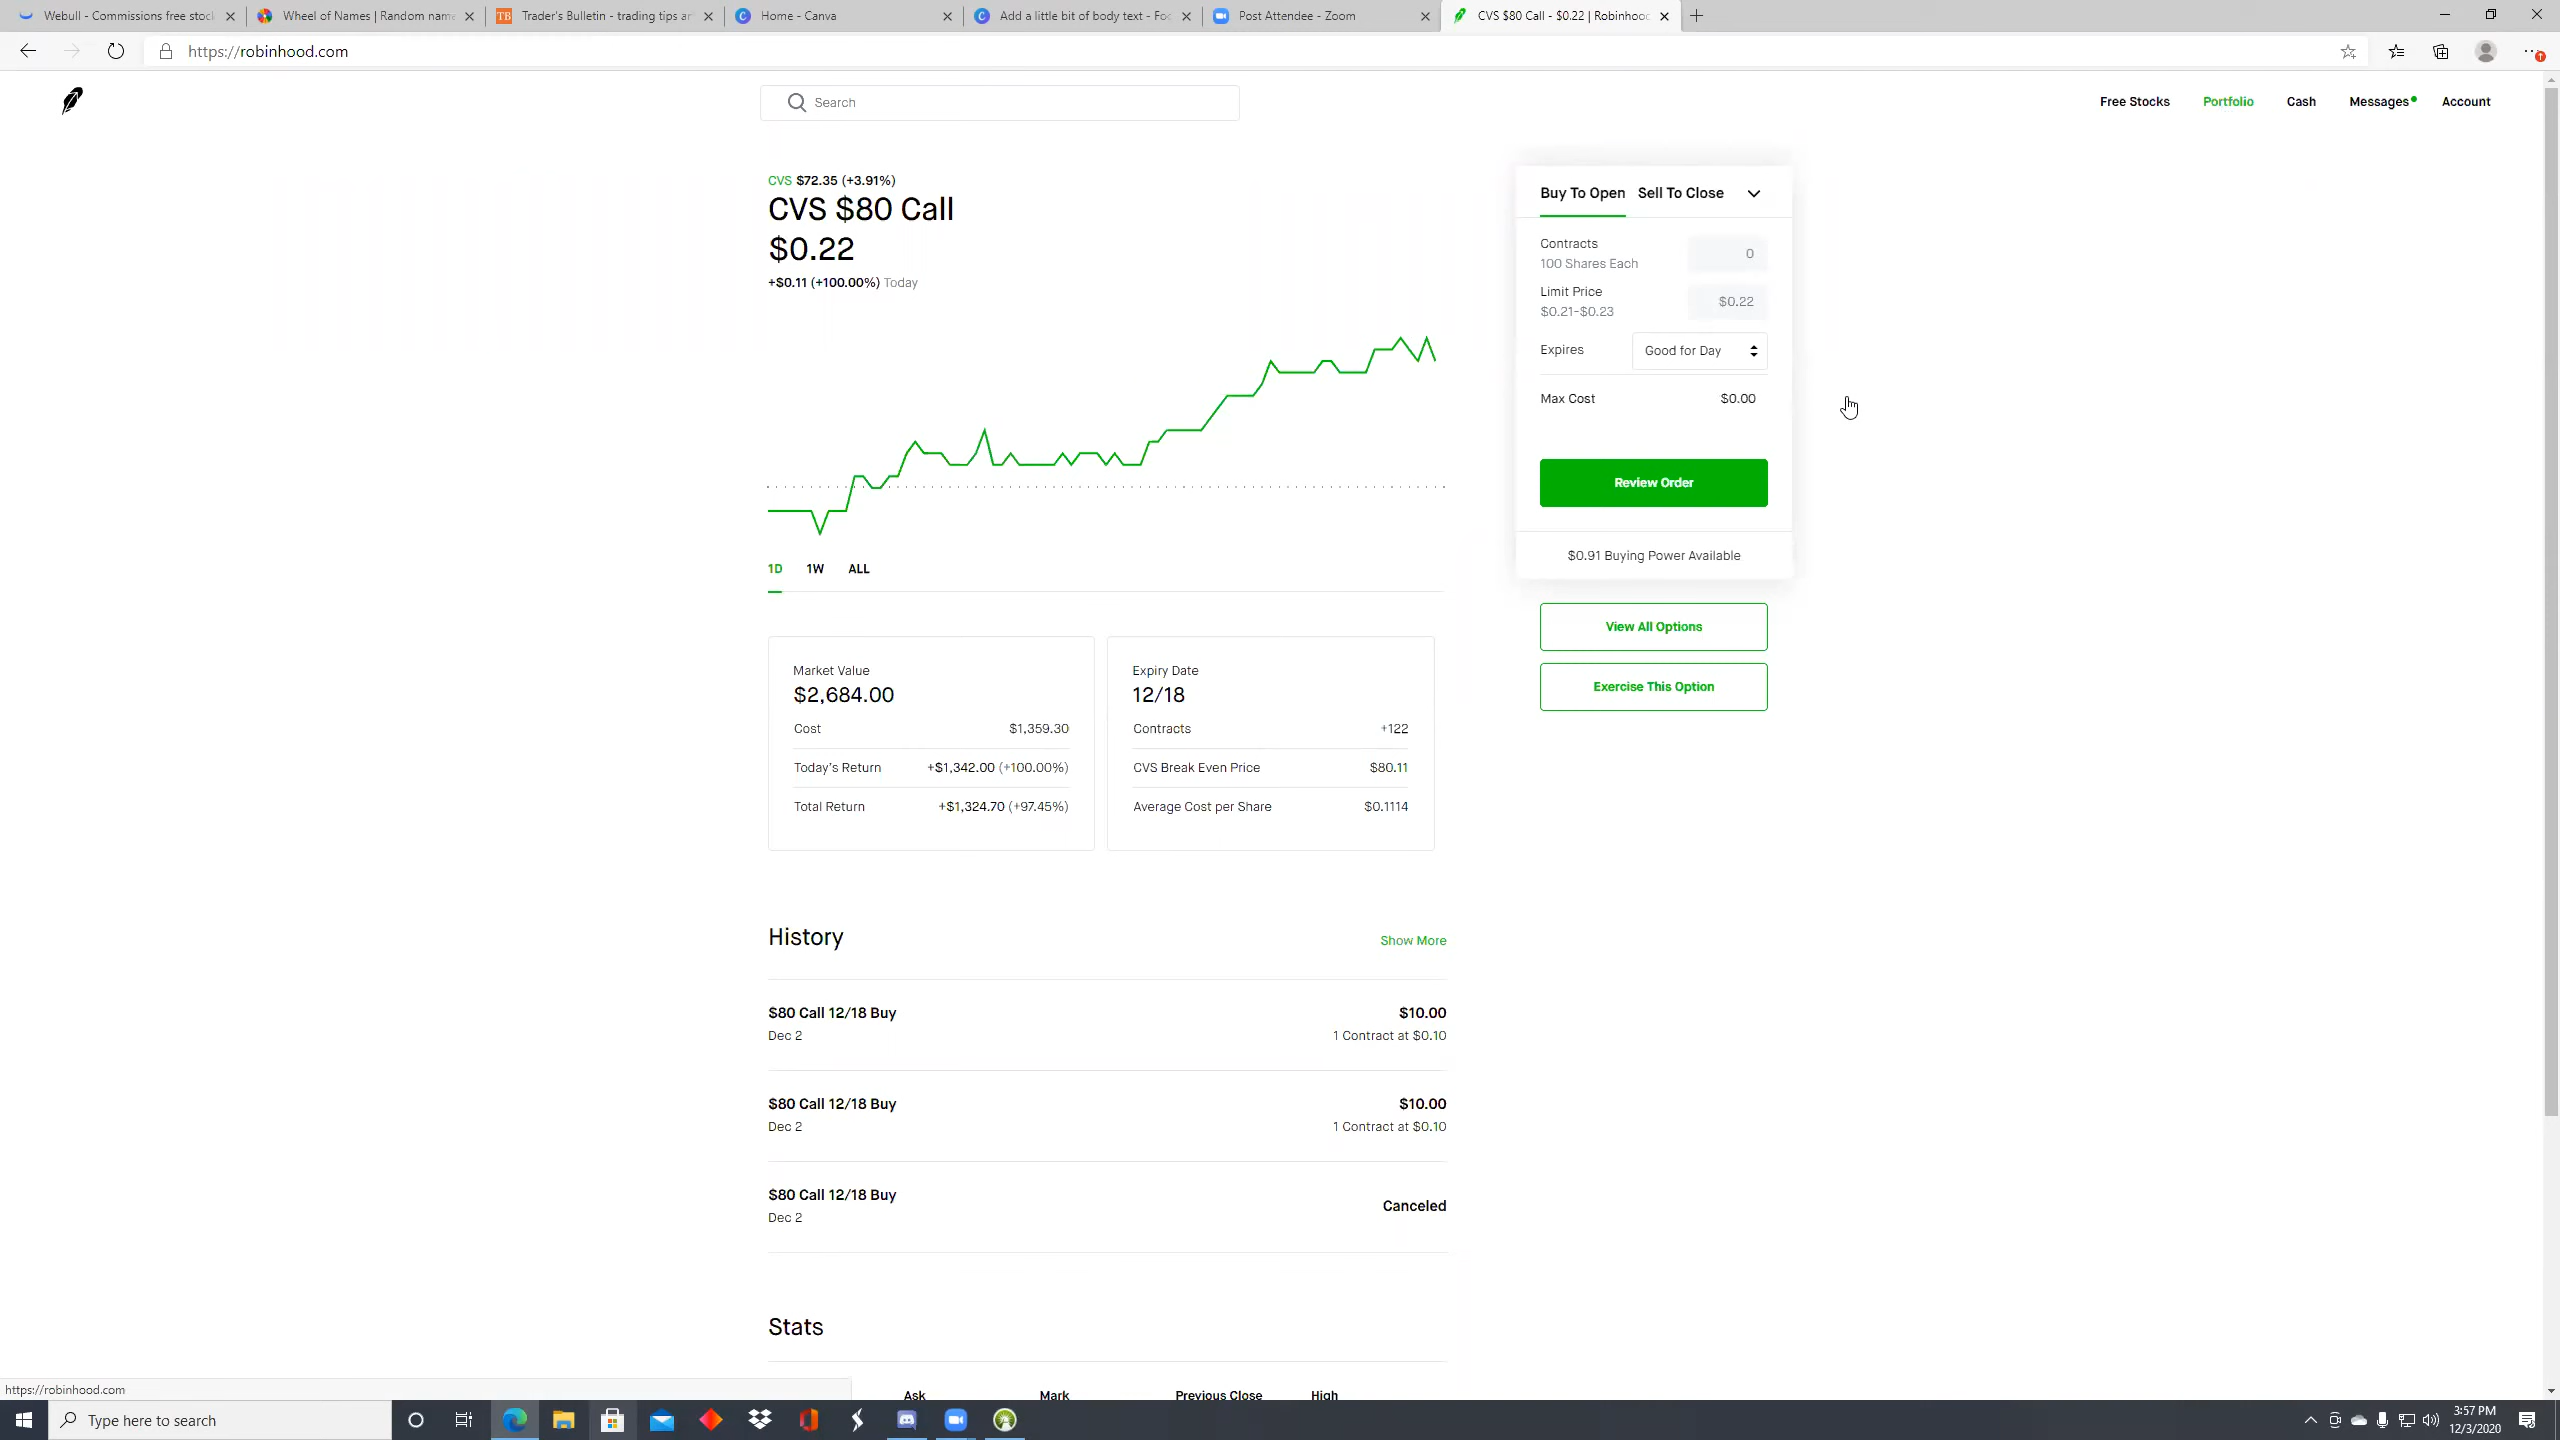 Webull - Commissions free stoc
Wheel of Names | Random name
TB Trader's Bulletin - trading tips ar
C Home - Canva
C Add a little bit of body text - Foc
Post Attendee - Zoom
CVS $80 Call - $0.22 | Robinhood
https://robinhood.com
Search
Free Stocks Portfolio Cash Messages Account
CVS $72.35 (+3.91%)
CVS $80 Call
$0.22
+$0.11 (+100.00%) Today
1D 1W ALL
Buy To Open Sell To Close
Contracts 0
100 Shares Each
Limit Price $0.22
$0.21-$0.23
Expires Good for Day
Max Cost $0.00
Review Order
$0.91 Buying Power Available
View All Options
Exercise This Option
Market Value
$2,684.00
Cost $1,359.30
Today's Return +$1,342.00 (+100.00%)
Total Return +$1,324.70 (+97.45%)
Expiry Date
12/18
Contracts +122
CVS Break Even Price $80.11
Average Cost per Share $0.1114
History Show More
$80 Call 12/18 Buy $10.00
Dec 2 1 Contract at $0.10
$80 Call 12/18 Buy $10.00
Dec 2 1 Contract at $0.10
$80 Call 12/18 Buy Canceled
Dec 2
Stats
Ask Mark Previous Close High
https://robinhood.com
Type here to search
3:57 PM
12/3/2020